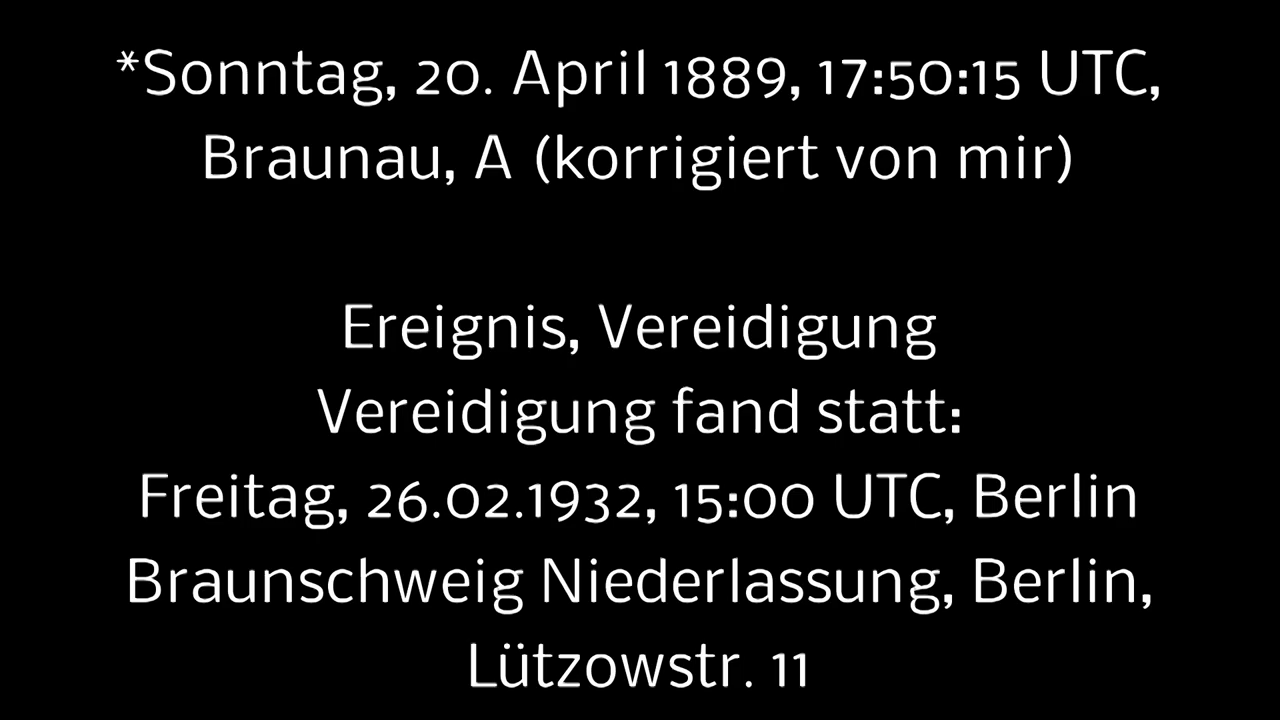 *Sonntag, 20. April 1889, 17:50:15 UTC,
Braunau, A (korrigiert von mir)
Ereignis, Vereidigung
Vereidigung fand statt:
Freitag, 26.02.1932, 15:00 UTC, Berlin
Braunschweig Niederlassung, Berlin,
Lützowstr. 11